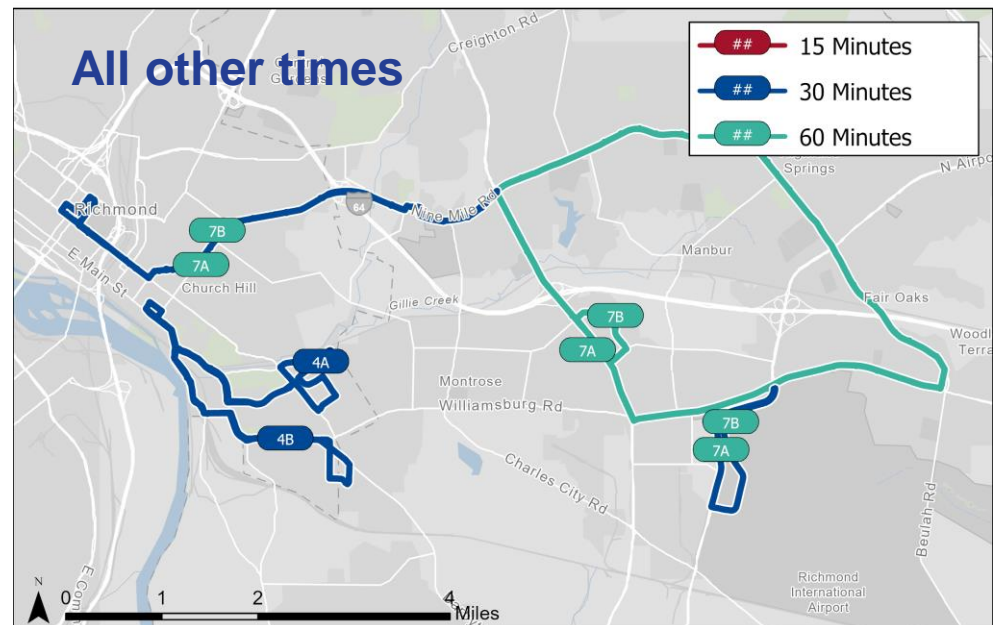 All other times
Creighton Rd
Gardens
## 15 Minutes
## 30 Minutes
## 60 Minutes
Springs
N Airpo
Richmond
64
Nine Mile Rd
7B
7A
E Main St
Church Hill
Manbur
Gillie Creek
Fair Oaks
7B
7A
Woodl
Terra
4A
Montrose
Williamsburg Rd
4B
7B
7A
Charles City Rd
Beulah Rd
Richmond
International
Airport
N
0 1 2 4
Miles